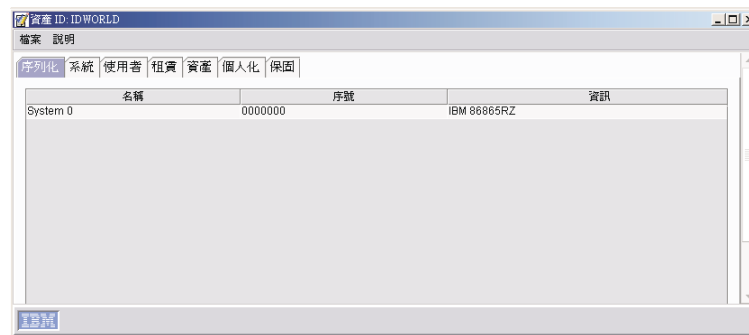 資產 ID: IDWORLD
檔案 說明
序列化 系統 使用者 租賃 資產 個人化 保固
名稱 序號 資訊
System 0 0000000 IBM 86865RZ
IBM